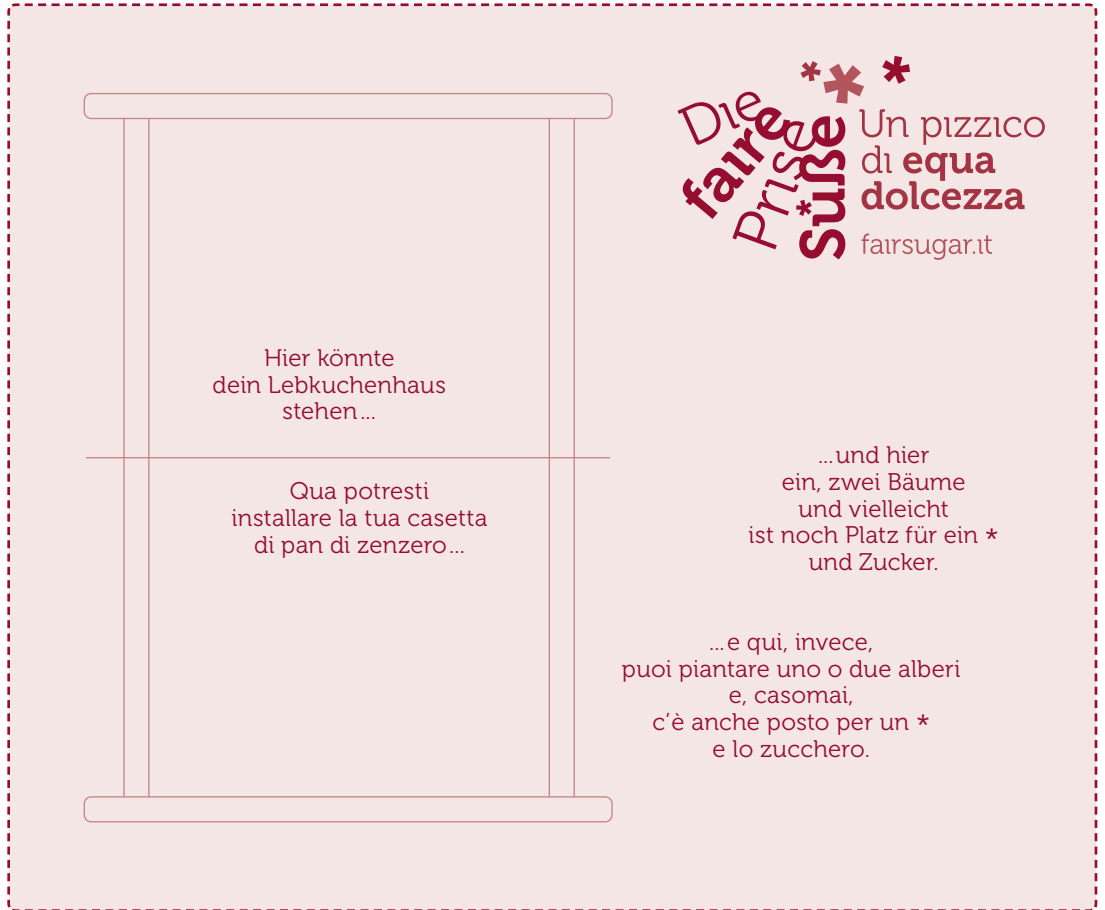 Die
faire
Prise
Süße
Un pizzico
di equa
dolcezza
fairsugar.it
Hier könnte
dein Lebkuchenhaus
stehen...
Qua potresti
installare la tua casetta
di pan di zenzero...
...und hier
ein, zwei Bäume
und vielleicht
ist noch Platz für ein *
und Zucker.
...e qui, invece,
puoi piantare uno o due alberi
e, casomai,
c'è anche posto per un *
e lo zucchero.